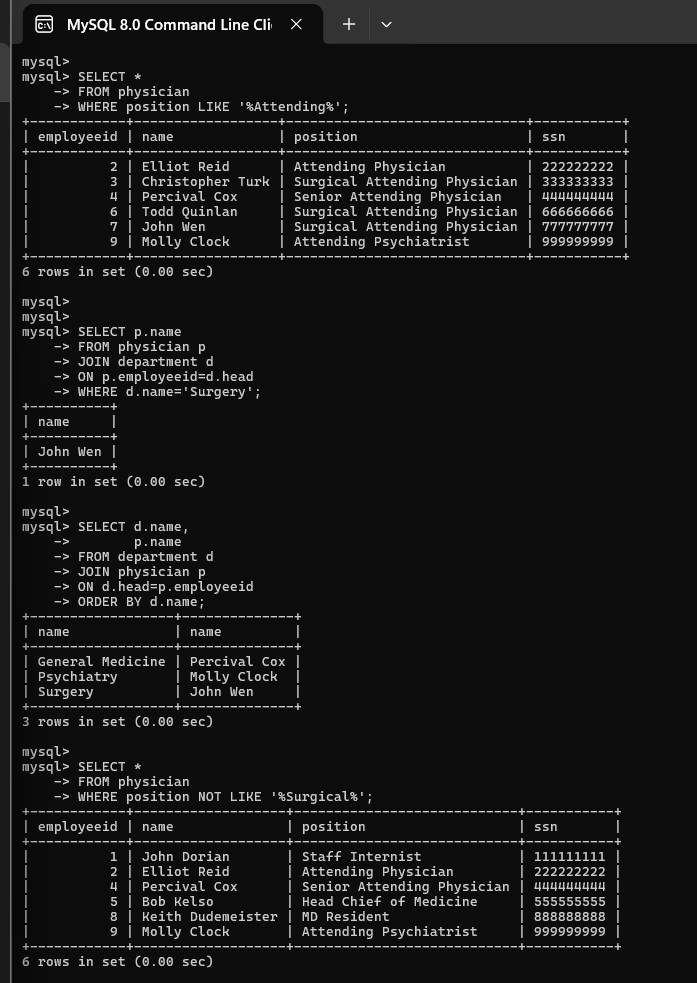 MySQL 8.0 Command Line Cli
mysql>
mysql> SELECT *
    -> FROM physician
    -> WHERE position LIKE '%Attending%';
+------------+------------------+------------------------------+-----------+
| employeeid | name             | position                     | ssn       |
+------------+------------------+------------------------------+-----------+
|          2 | Elliot Reid      | Attending Physician          | 222222222 |
|          3 | Christopher Turk | Surgical Attending Physician | 333333333 |
|          4 | Percival Cox     | Senior Attending Physician   | 444444444 |
|          6 | Todd Quinlan     | Surgical Attending Physician | 666666666 |
|          7 | John Wen         | Surgical Attending Physician | 777777777 |
|          9 | Molly Clock      | Attending Psychiatrist       | 999999999 |
+------------+------------------+------------------------------+-----------+
6 rows in set (0.00 sec)
mysql>
mysql>
mysql> SELECT p.name
    -> FROM physician p
    -> JOIN department d
    -> ON p.employeeid=d.head
    -> WHERE d.name='Surgery';
+----------+
| name     |
+----------+
| John Wen |
+----------+
1 row in set (0.00 sec)
mysql>
mysql> SELECT d.name,
    ->        p.name
    -> FROM department d
    -> JOIN physician p
    -> ON d.head=p.employeeid
    -> ORDER BY d.name;
+------------------+--------------+
| name             | name         |
+------------------+--------------+
| General Medicine | Percival Cox |
| Psychiatry       | Molly Clock  |
| Surgery          | John Wen     |
+------------------+--------------+
3 rows in set (0.00 sec)
mysql>
mysql> SELECT *
    -> FROM physician
    -> WHERE position NOT LIKE '%Surgical%';
+------------+-------------------+----------------------------+-----------+
| employeeid | name              | position                   | ssn       |
+------------+-------------------+----------------------------+-----------+
|          1 | John Dorian       | Staff Internist            | 111111111 |
|          2 | Elliot Reid       | Attending Physician        | 222222222 |
|          4 | Percival Cox      | Senior Attending Physician | 444444444 |
|          5 | Bob Kelso         | Head Chief of Medicine     | 555555555 |
|          8 | Keith Dudemeister | MD Resident                | 888888888 |
|          9 | Molly Clock       | Attending Psychiatrist     | 999999999 |
+------------+-------------------+----------------------------+-----------+
6 rows in set (0.00 sec)